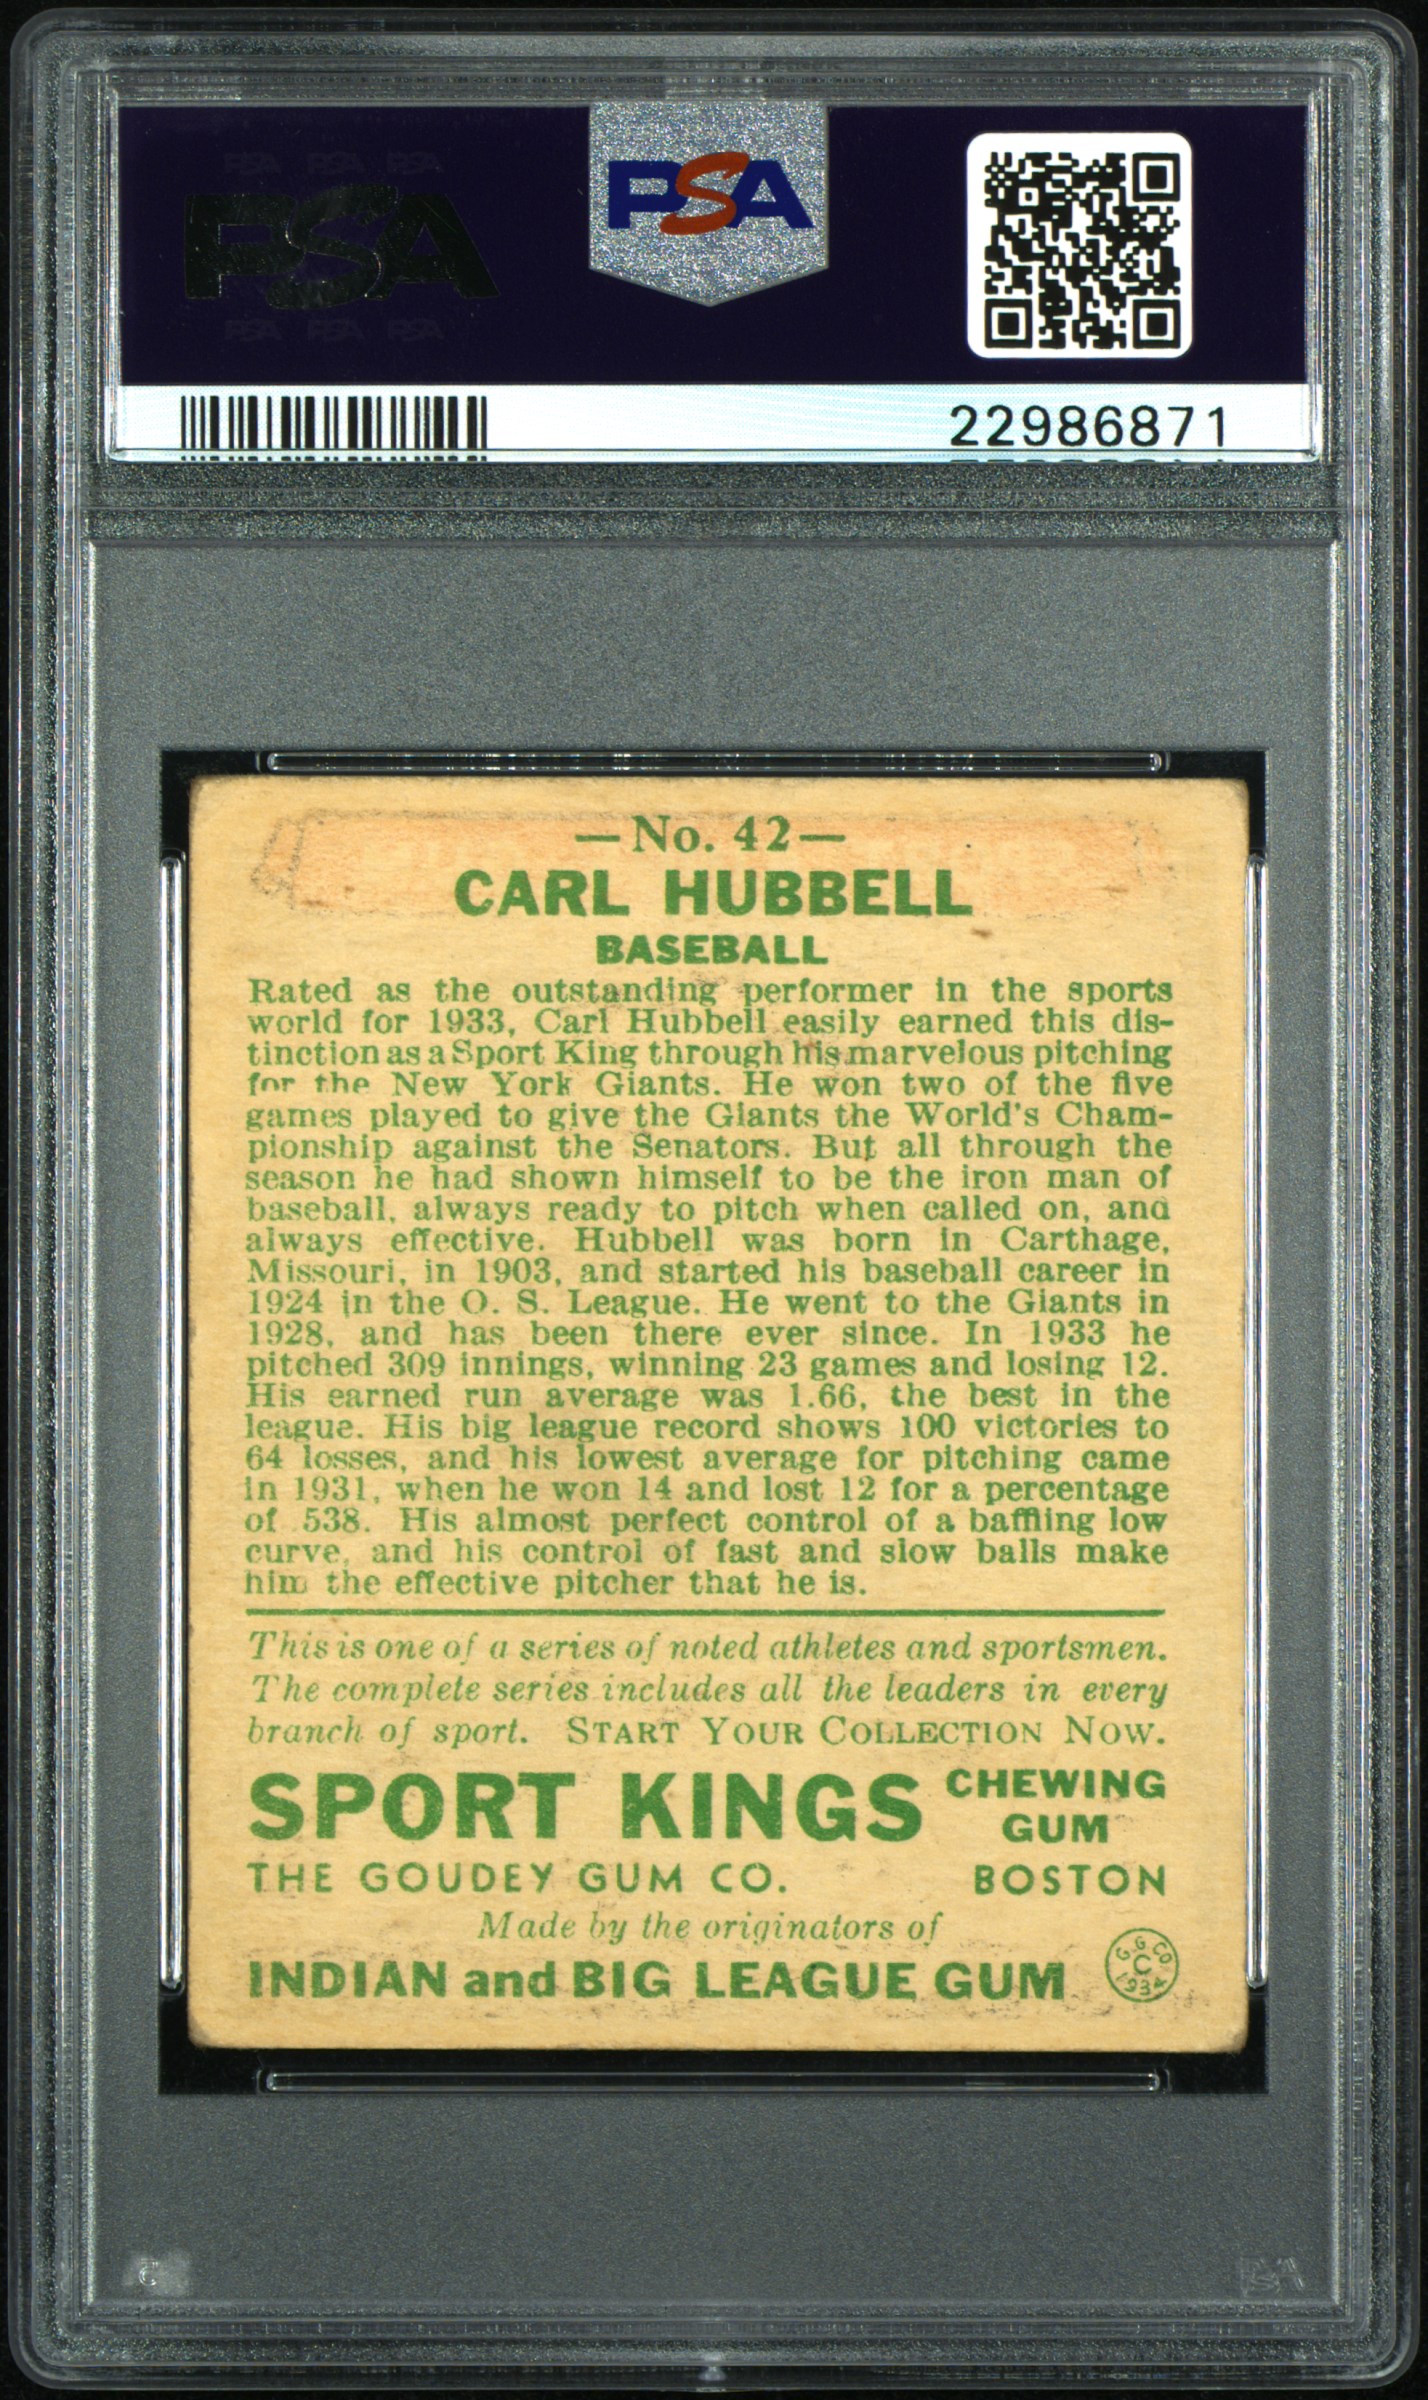 PSA PSA PSA
PSA
PSA PSA PSA
PSA
22986871
—No. 42—
CARL HUBBELL
BASEBALL
Rated as the outstanding performer in the sports
world for 1933, Carl Hubbell easily earned this dis-
tinction as a Sport King through his marvelous pitching
for the New York Giants. He won two of the five
games played to give the Giants the World's Cham-
pionship against the Senators. But all through the
season he had shown himself to be the iron man of
baseball, always ready to pitch when called on, and
always effective. Hubbell was born in Carthage,
Missouri, in 1903, and started his baseball career in
1924 in the O. S. League. He went to the Giants in
1928, and has been there ever since. In 1933 he
pitched 309 innings, winning 23 games and losing 12.
His earned run average was 1.66, the best in the
league. His big league record shows 100 victories to
64 losses, and his lowest average for pitching came
in 1931, when he won 14 and lost 12 for a percentage
of .538. His almost perfect control of a baffling low
curve, and his control of fast and slow balls make
him the effective pitcher that he is.
This is one of a series of noted athletes and sportsmen.
The complete series includes all the leaders in every
branch of sport. START YOUR COLLECTION NOW.
SPORT KINGS CHEWING
GUM
THE GOUDEY GUM CO. BOSTON
Made by the originators of
INDIAN and BIG LEAGUE GUM
G. G. CO.
C
1934
PSA